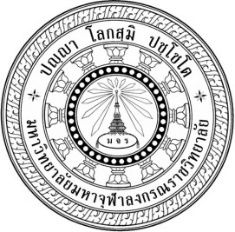 ปญฺญา โลกสฺมิ ปชฺโชโต
มจร
มหาวิทยาลัยมหาจุฬาลงกรณราชวิทยาลัย